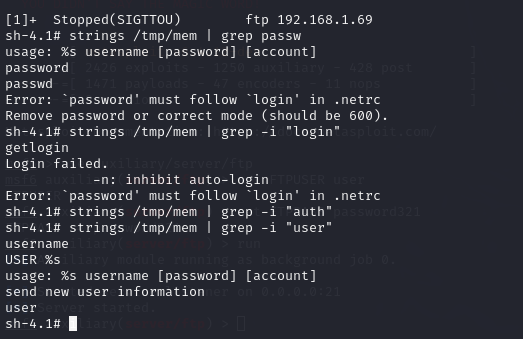 [1]+  Stopped(SIGTTOU)        ftp 192.168.1.69
sh-4.1# strings /tmp/mem | grep passw
usage: %s username [password] [account]
password
passwd
Error: `password' must follow `login' in .netrc
Remove password or correct mode (should be 600).
sh-4.1# strings /tmp/mem | grep -i "login"
getlogin
Login failed.
-n: inhibit auto-login
Error: `password' must follow `login' in .netrc
sh-4.1# strings /tmp/mem | grep -i "auth"
sh-4.1# strings /tmp/mem | grep -i "user"
username
USER %s
usage: %s username [password] [account]
send new user information
user
sh-4.1#